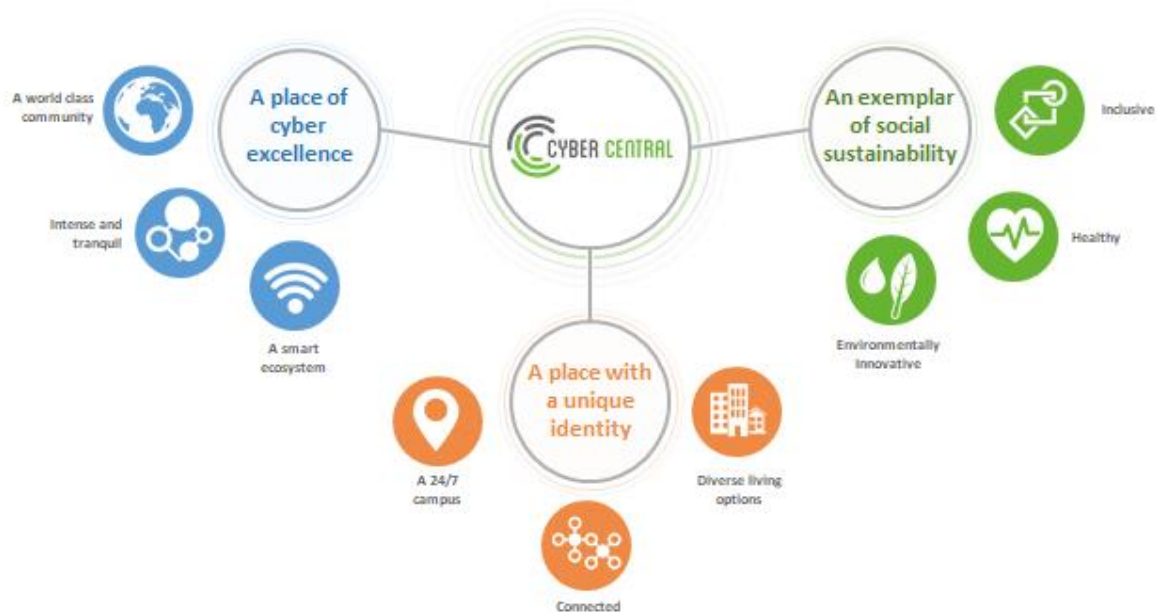 A world class
community
A place of
cyber
excellence
CYBER CENTRAL
An exemplar
of social
sustainability
Inclusive
Intense and
tranquil
Healthy
A smart
ecosystem
Environmentally
Innovative
A place with
a unique
identity
A 24/7
campus
Diverse living
options
Connected